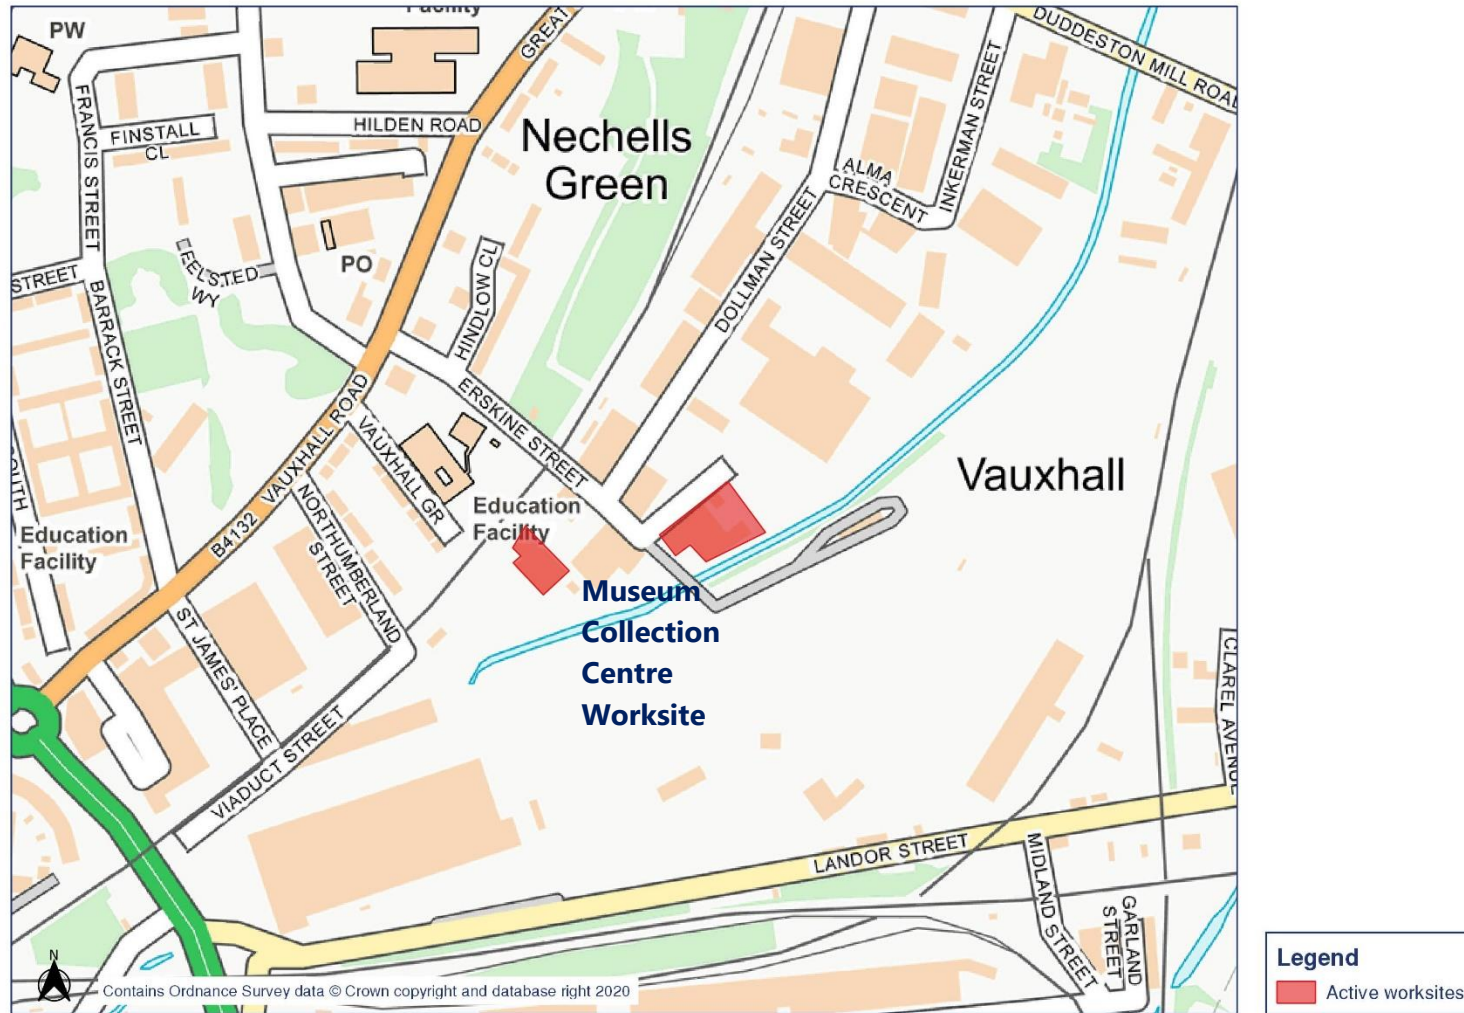 Facility
PW
GREAT
DUDDESTON MILL ROAD
FRANCIS STREET
FINSTALL
CL
HILDEN ROAD
Nechells
Green
INKERMAN STREET
ALMA
CRESCENT
STREET
EELSTED
WY
PO
HINDLOW CL
DOLLMAN STREET
BARRACK STREET
ERSKINE STREET
VAUXHALL GR
B4132 VAUXHALL ROAD
Vauxhall
Education
Facility
NORTHUMBERLAND
STREET
Education
Facility
Museum
Collection
Centre
Worksite
ST JAMES' PLACE
VIADUCT STREET
CLAREL AVENUE
LANDOR STREET
MIDLAND STREET
GARLAND
STREET
N
Contains Ordnance Survey data © Crown copyright and database right 2020
Legend
Active worksites